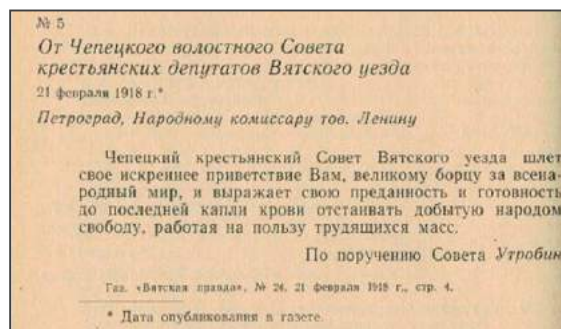 № 5
От Чепецкого волостного Совета
крестьянских депутатов Вятского уезда
21 февраля 1918 г.*
Петроград, Народному комиссару тов. Ленину
Чепецкий крестьянский Совет Вятского уезда шлет
свое искреннее приветствие Вам, великому борцу за всена-
родный мир, и выражает свою преданность и готовность
до последней капли крови отстаивать добытую народом
свободу, работая на пользу трудящихся масс.
По поручению Совета Утробин
Газ. «Вятская правда», № 24, 21 февраля 1918 г., стр. 4.
* Дата опубликования в газете.